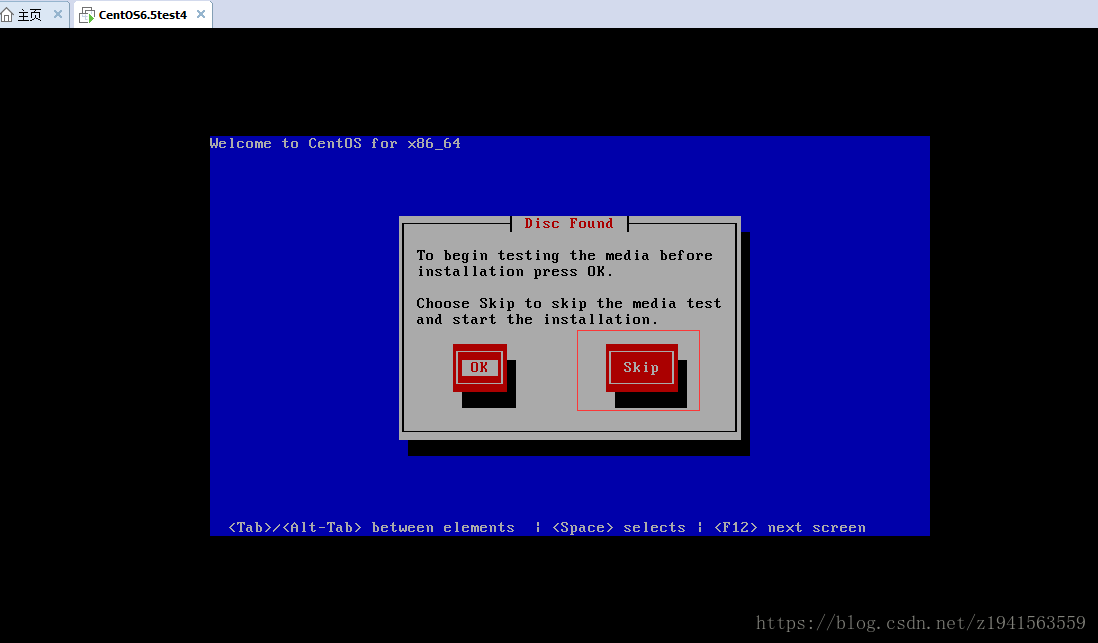 主页
CentOS6.5test4
Welcome to CentOS for x86_64
Disc Found
To begin testing the media before
installation press OK.
Choose Skip to skip the media test
and start the installation.
OK
Skip
<Tab>/<Alt-Tab> between elements | <Space> selects | <F12> next screen
https://blog.csdn.net/z1941563559